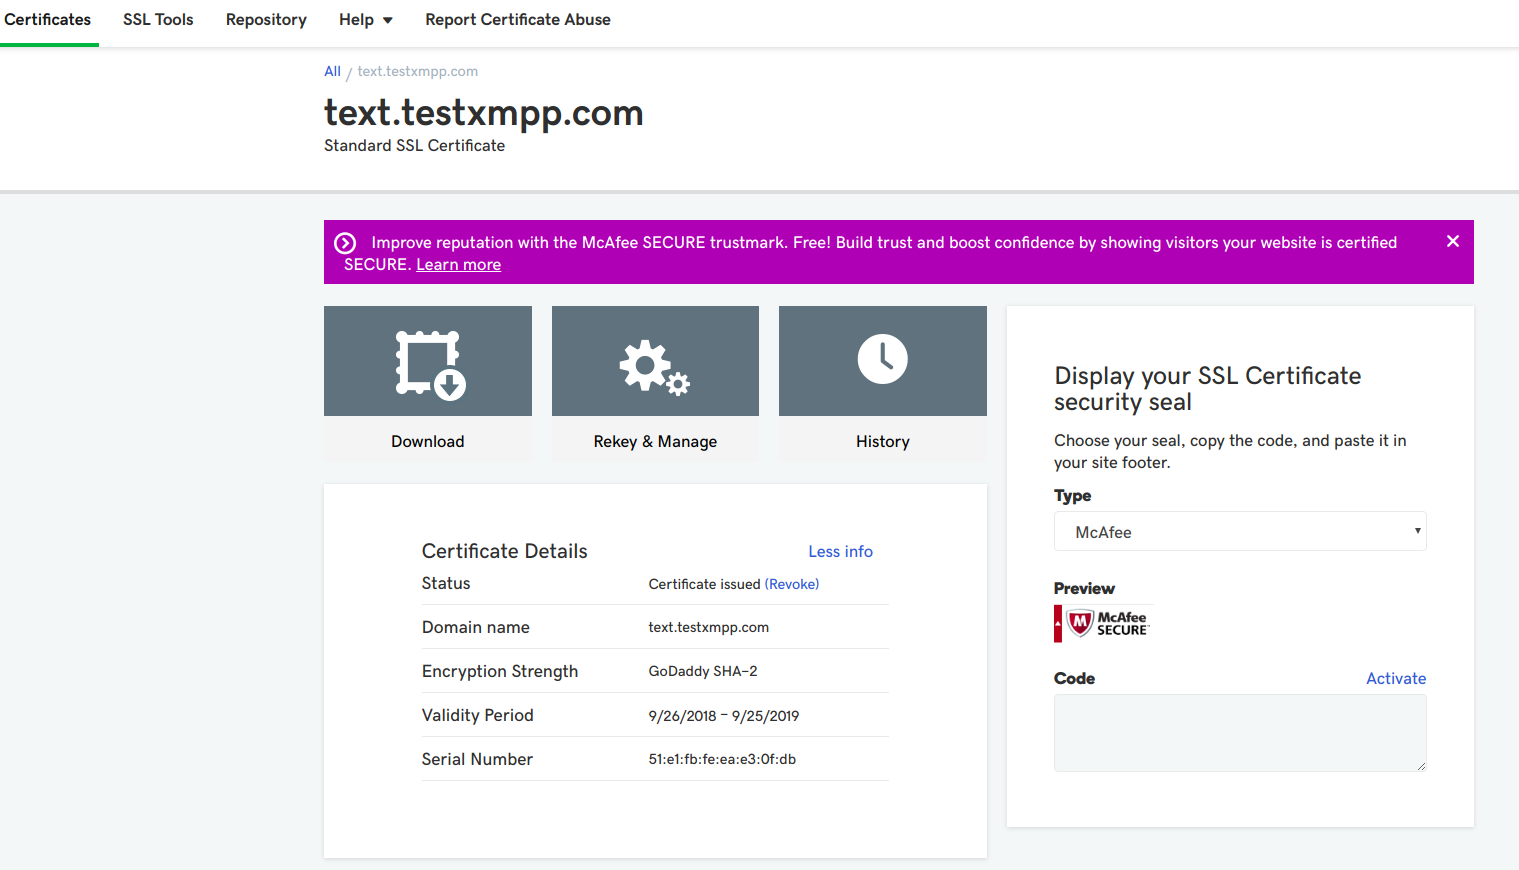 Certificates SSL Tools Repository Help Report Certificate Abuse
All / text.testxmpp.com
text.testxmpp.com
Standard SSL Certificate
Improve reputation with the McAfee SECURE trustmark. Free! Build trust and boost confidence by showing visitors your website is certified
SECURE. Learn more
Download
Rekey & Manage
History
Certificate Details Less info
Status Certificate issued (Revoke)
Domain name text.testxmpp.com
Encryption Strength GoDaddy SHA-2
Validity Period 9/26/2018 - 9/25/2019
Serial Number 51:e1:fb:fe:ea:e3:0f:db
Display your SSL Certificate
security seal
Choose your seal, copy the code, and paste it in
your site footer.
Type
McAfee
Preview
McAfee
SECURE
Code Activate